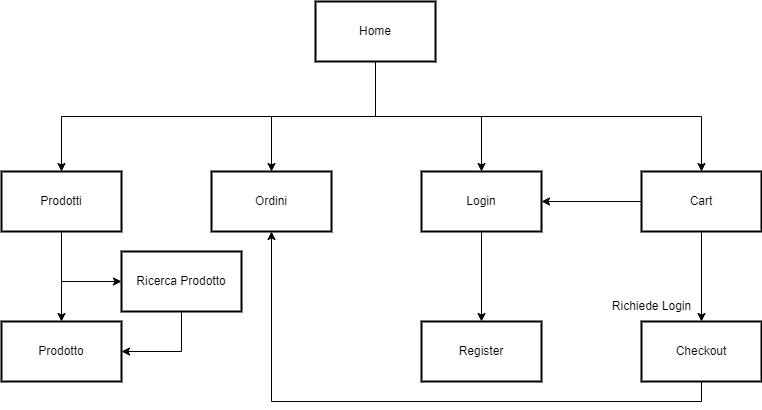 Home
Prodotti
Ordini
Login
Cart
Ricerca Prodotto
Richiede Login
Prodotto
Register
Checkout